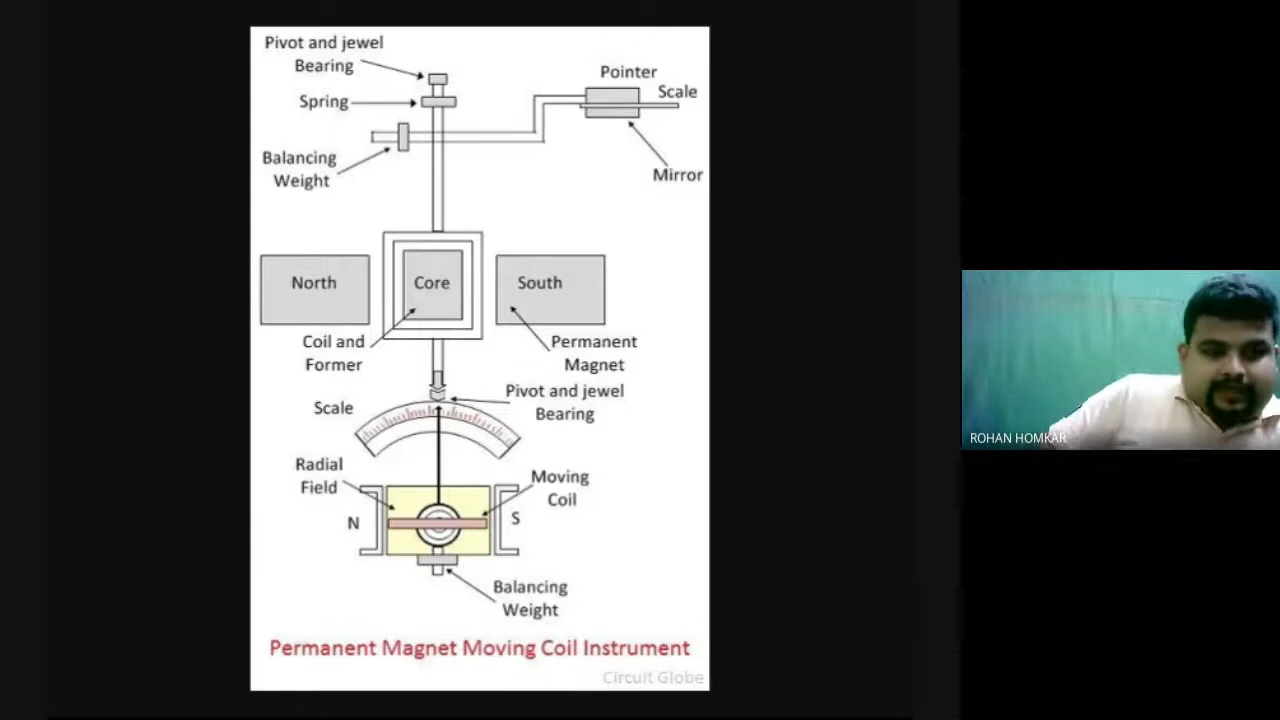 Pivot and jewel
Bearing
Pointer
Scale
Spring
Balancing
Weight
Mirror
North
Core
South
Coil and
Former
Permanent
Magnet
Pivot and jewel
Bearing
Scale
Radial
Field
Moving
Coil
N
S
Balancing
Weight
Permanent Magnet Moving Coil Instrument
Circuit Globe
ROHAN HOMKAR